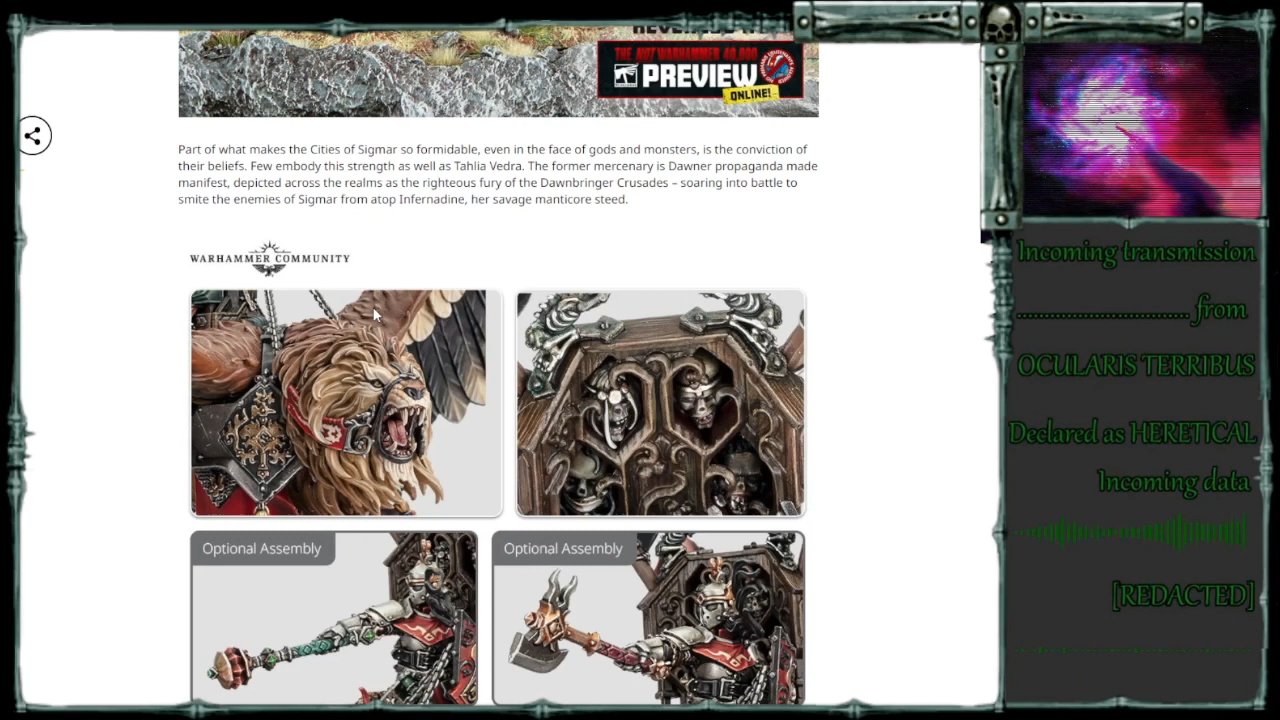 THE NOT WARHAMMER 40,000
PREVIEW
ONLINE!
Part of what makes the Cities of Sigmar so formidable, even in the face of gods and monsters, is the conviction of
their beliefs. Few embody this strength as well as Tahlia Vedra. The former mercenary is Dawner propaganda made
manifest, depicted across the realms as the righteous fury of the Dawnbringer Crusades – soaring into battle to
smite the enemies of Sigmar from atop Infernadine, her savage manticore steed.
WARHAMMER COMMUNITY
Optional Assembly
Optional Assembly
Incoming transmission
................................ from
OCULARIS TERRIBUS
Declared as HERETICAL
Incoming data
[REDACTED]